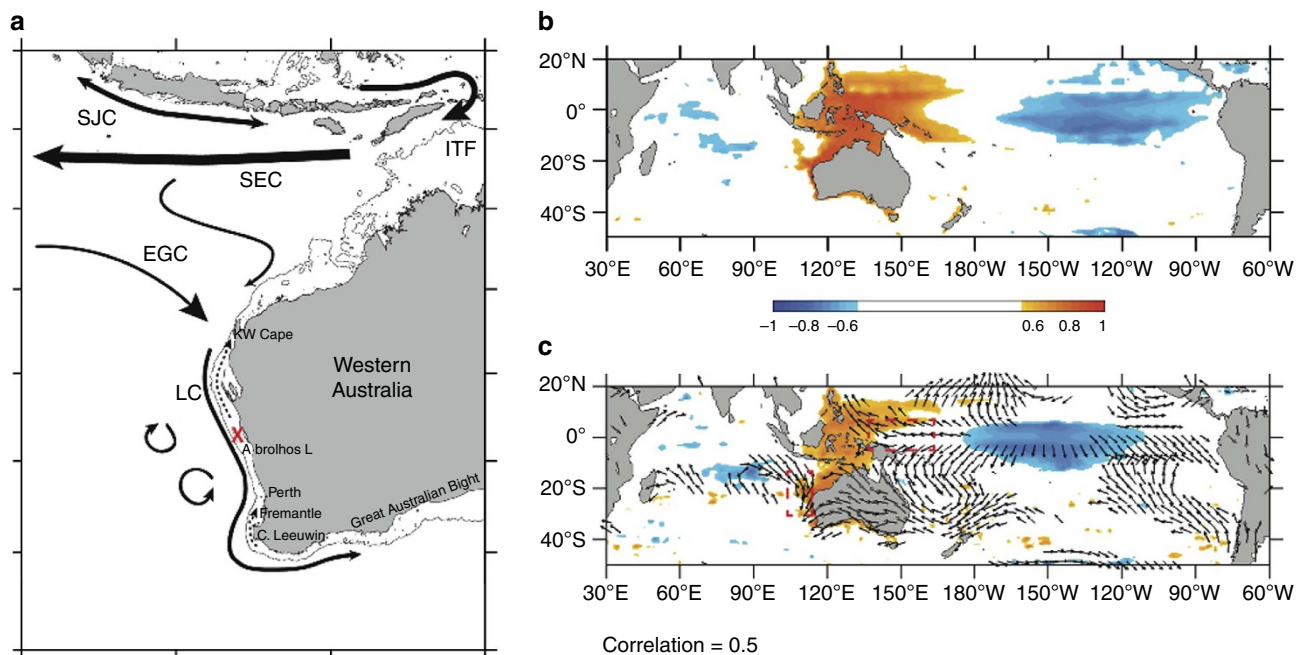 a
SJC
ITF
SEC
EGC
KW Cape
Western
Australia
LC
X
Abrolhos L
Perth
Fremantle
C. Leeuwin
Great Australian Bight
b
20°N
0°
20°S
40°S
30°E 60°E 90°E 120°E 150°E 180°W 150°W 120°W 90°W 60°W
–1 –0.8 –0.6 0.6 0.8 1
c
20°N
0°
20°S
40°S
30°E 60°E 90°E 120°E 150°E 180°W 150°W 120°W 90°W 60°W
Correlation = 0.5